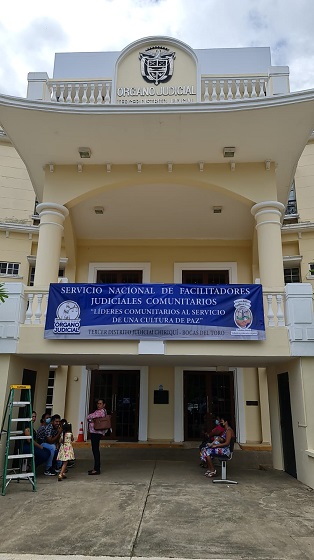 ORGANO JUDICIAL
SERVICIO NACIONAL DE FACILITADORES
JUDICIALES COMUNITARIOS
"LÍDERES COMUNITARIOS AL SERVICIO
DE UNA CULTURA DE PAZ"
TERCER DISTRITO JUDICIAL CHIRIQUÍ - BOCAS DEL TORO
ÓRGANO
JUDICIAL